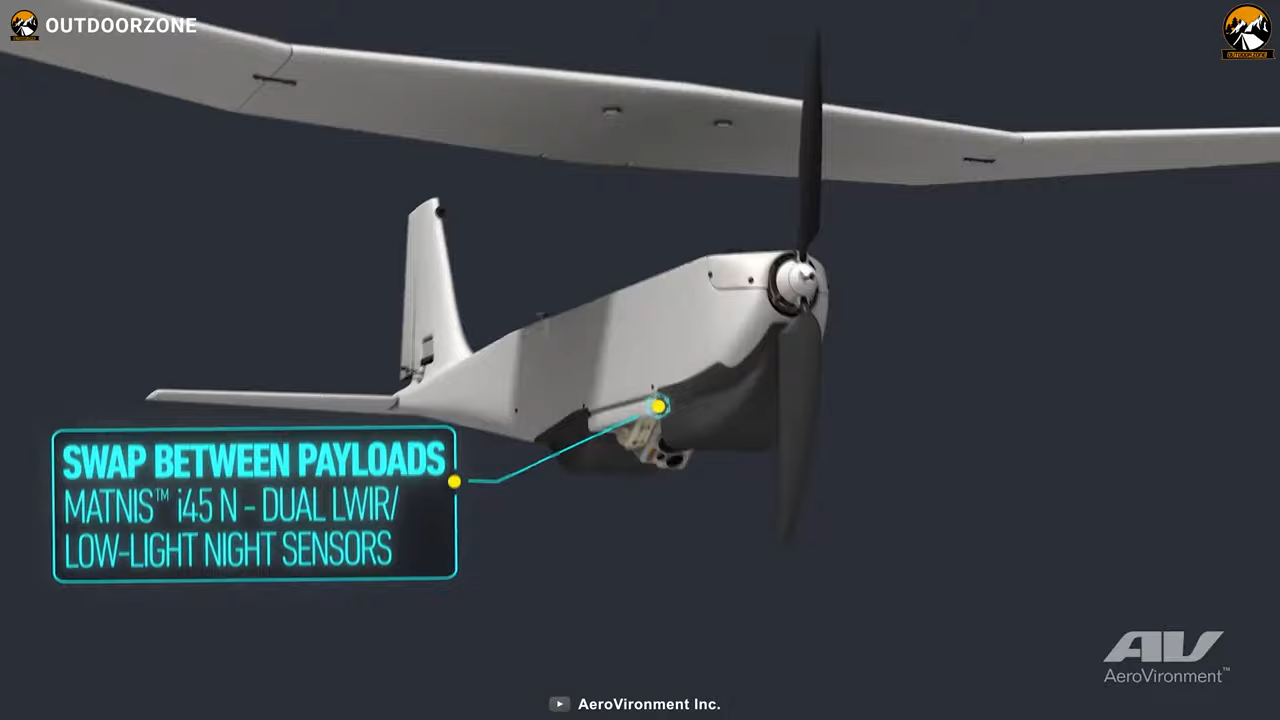 OUTDOORZONE
SWAP BETWEEN PAYLOADS
MATNIS™ i45 N - DUAL LWIR/
LOW-LIGHT NIGHT SENSORS
AV
AeroVironment™
AeroVironment Inc.